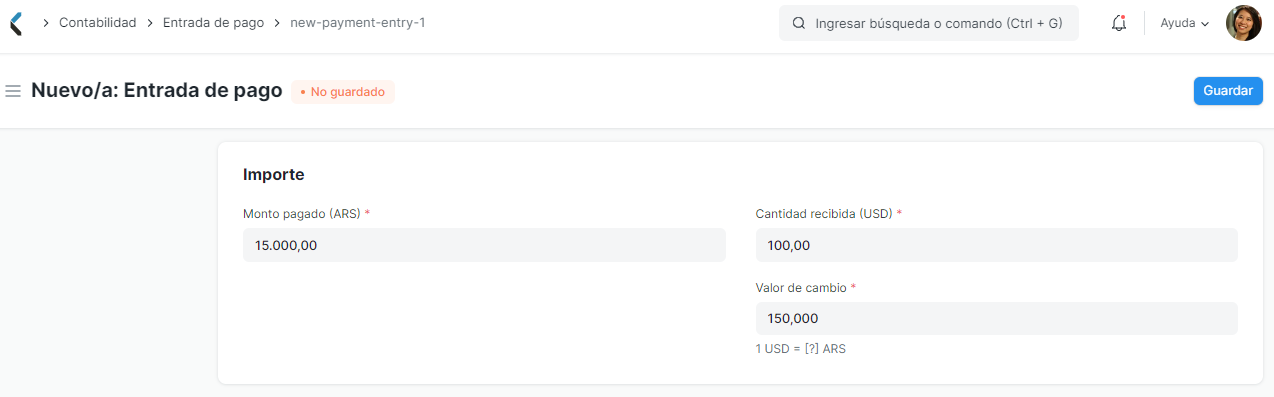 Contabilidad > Entrada de pago > new-payment-entry-1
Ingresar búsqueda o comando (Ctrl + G)
Ayuda
Nuevo/a: Entrada de pago
• No guardado
Guardar
Importe
Monto pagado (ARS) *
15.000,00
Cantidad recibida (USD) *
100,00
Valor de cambio *
150,000
1 USD = [?] ARS